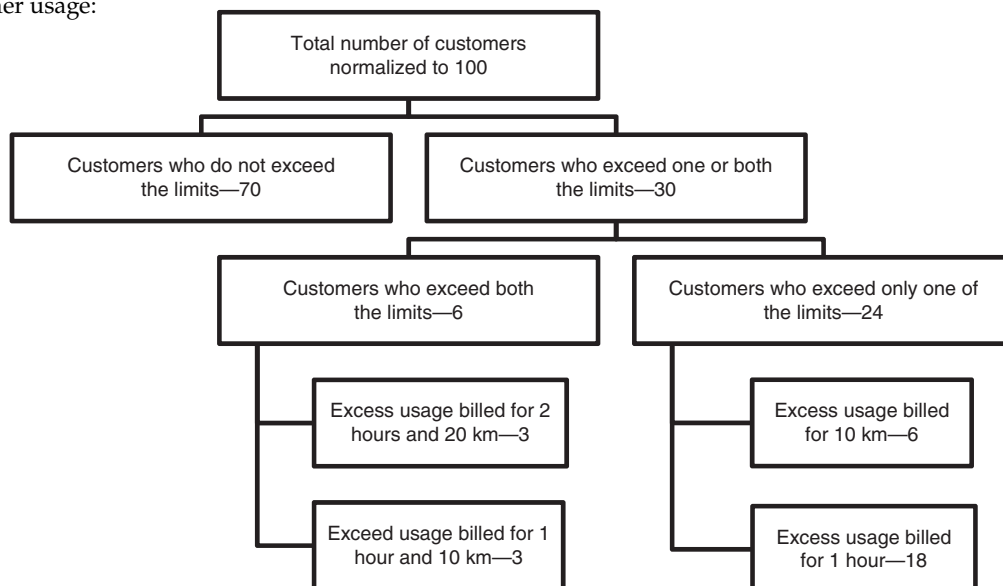 usage:
Total number of customers
normalized to 100
Customers who do not exceed
the limits—70
Customers who exceed one or both
the limits—30
Customers who exceed both
the limits—6
Customers who exceed only one of
the limits—24
Excess usage billed for 2
hours and 20 km—3
Excess usage billed
for 10 km—6
Exceed usage billed for 1
hour and 10 km—3
Excess usage billed
for 1 hour—18